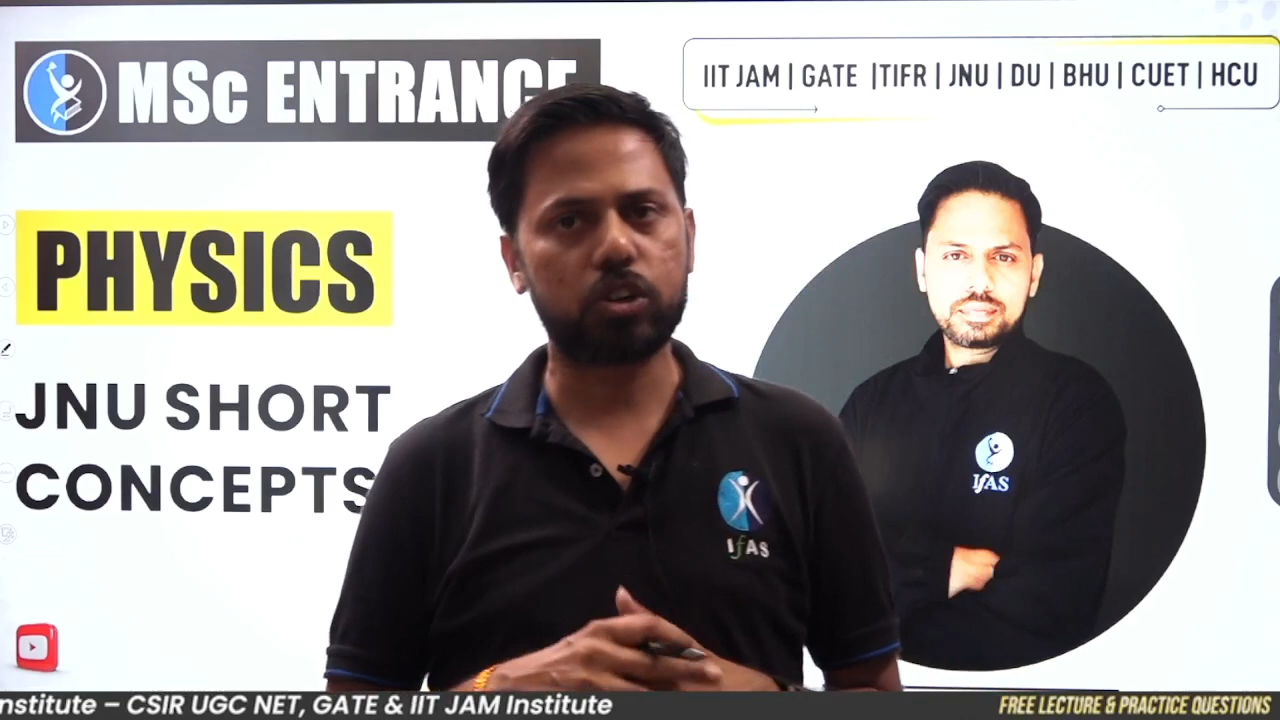 MSc ENTRANCE
IIT JAM | GATE |TIFR | JNU | DU | BHU | CUET | HCU
PHYSICS
JNU SHORT
CONCEPTS
IfAS
IfAS
nstitute – CSIR UGC NET, GATE & IIT JAM Institute
FREE LECTURE & PRACTICE QUESTIONS